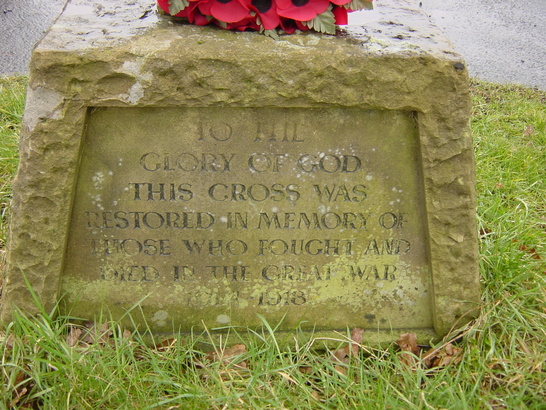 TO THE
GLORY OF GOD
THIS CROSS WAS
RESTORED IN MEMORY OF
THOSE WHO FOUGHT AND
DIED IN THE GREAT WAR
1914-1918